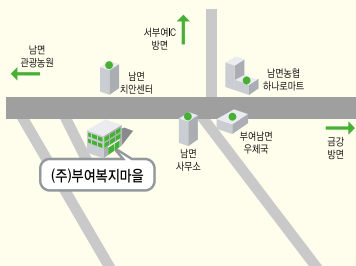 서부여IC
방면
남면
관광농원
남면
치안센터
남면농협
하나로마트
부여남면
우체국
금강
방면
남면
사무소
(주)부여복지마을